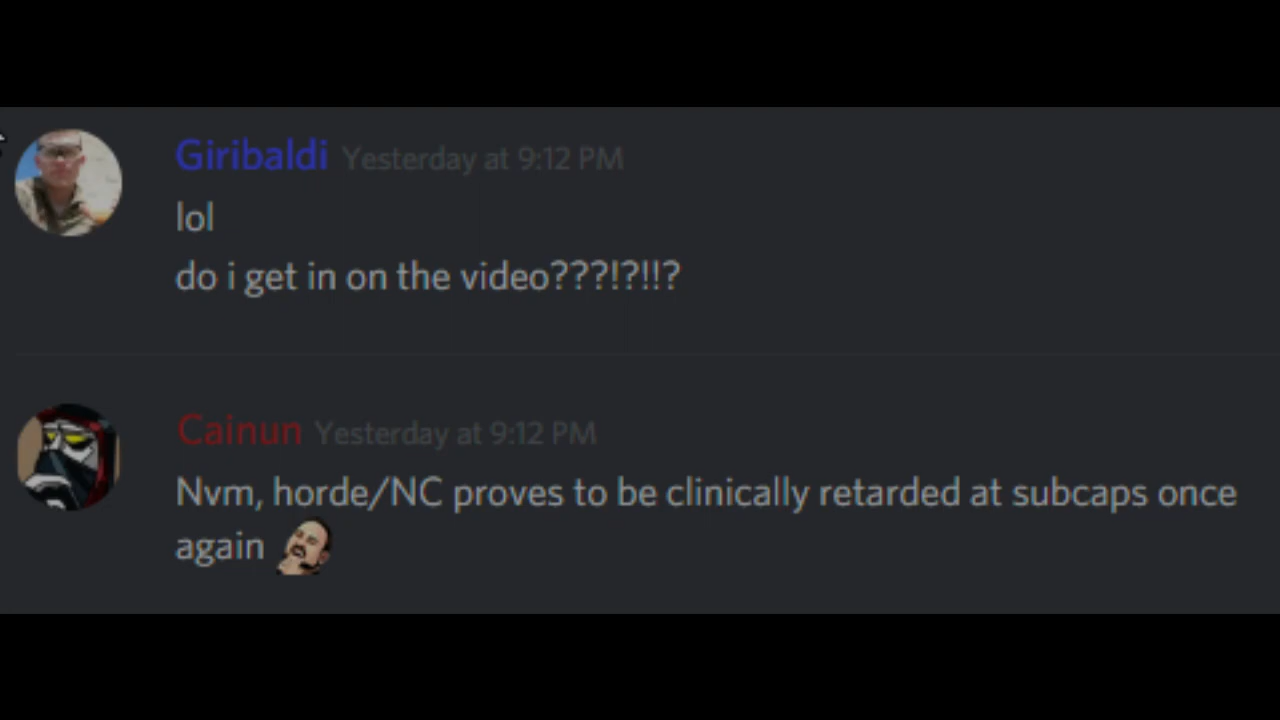 Giribaldi Yesterday at 9:12 PM
lol
do i get in on the video???!?!!?
Cainun Yesterday at 9:12 PM
Nvm, horde/NC proves to be clinically retarded at subcaps once
again